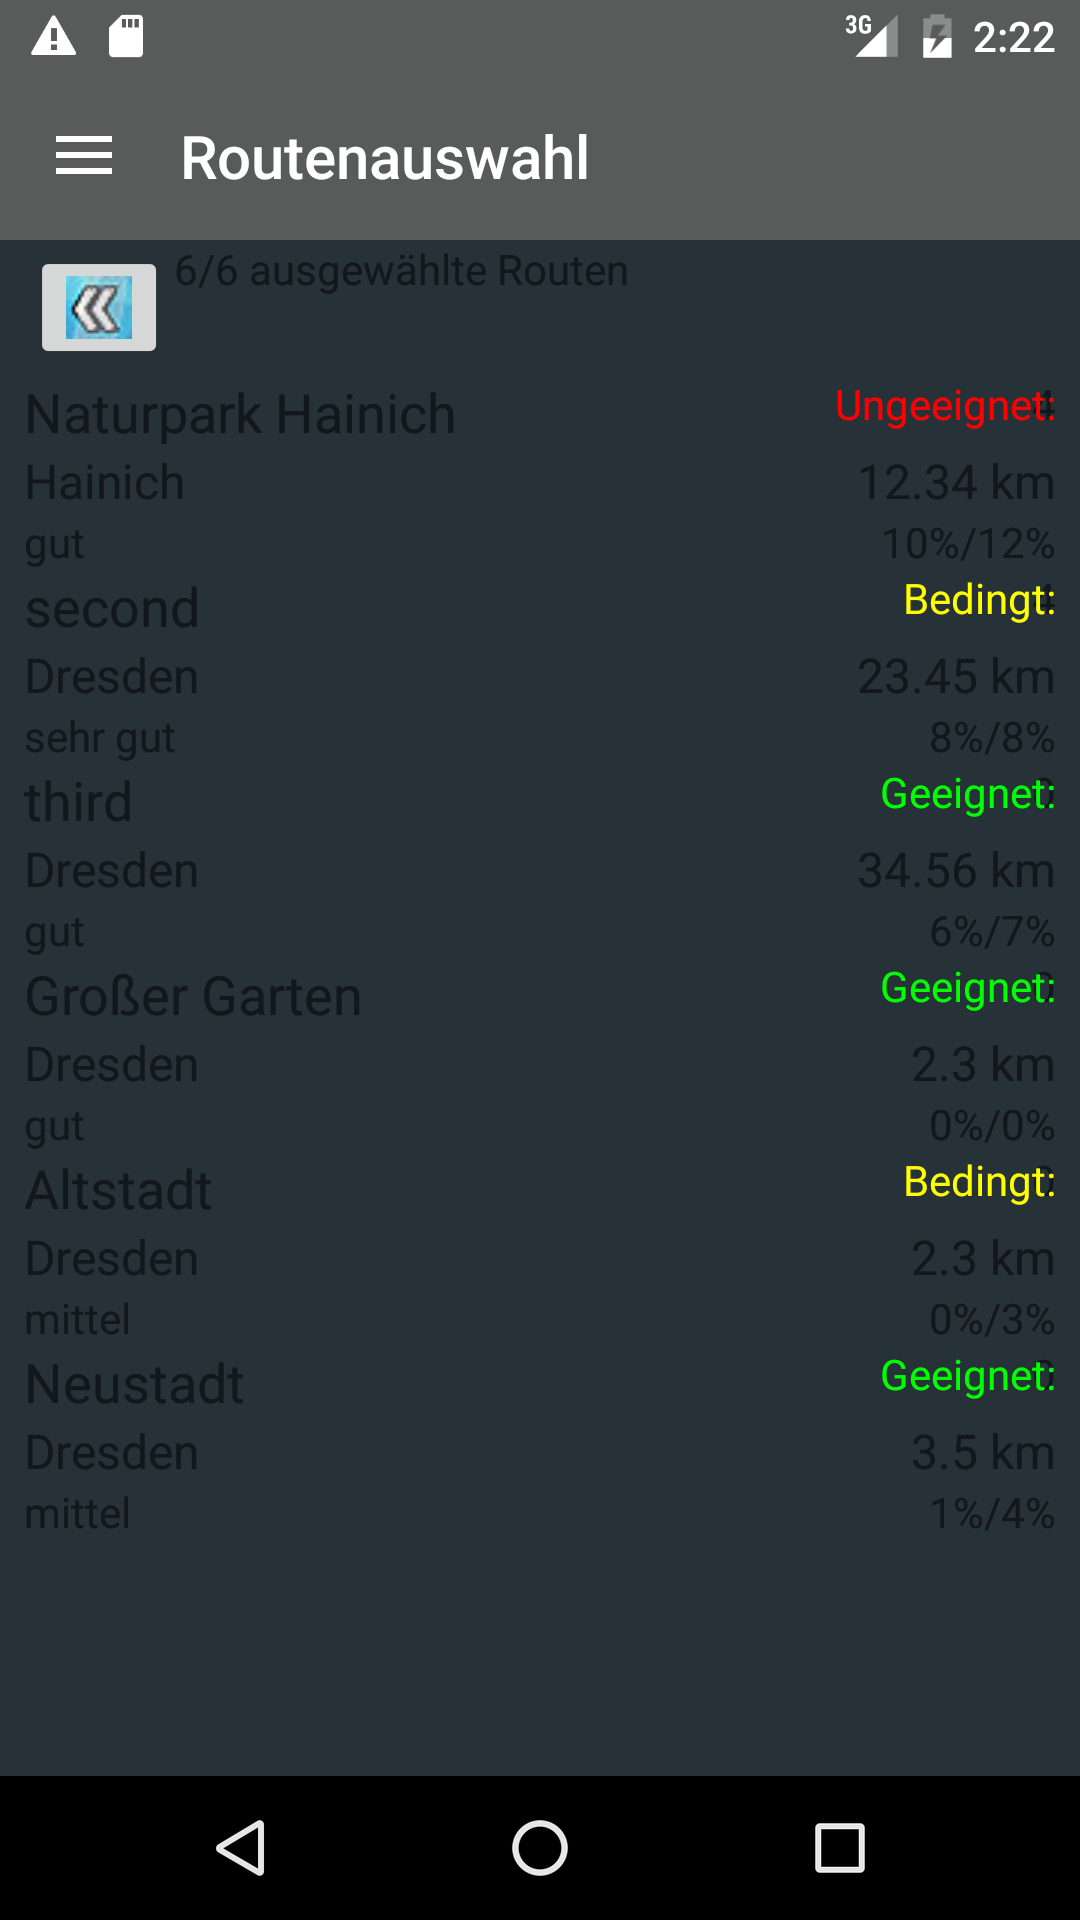 3G 2:22
Routenauswahl
6/6 ausgewählte Routen
Naturpark Hainich Ungeeignet:
Hainich 12.34 km
gut 10%/12%
second Bedingt:
Dresden 23.45 km
sehr gut 8%/8%
third Geeignet:
Dresden 34.56 km
gut 6%/7%
Großer Garten Geeignet:
Dresden 2.3 km
gut 0%/0%
Altstadt Bedingt:
Dresden 2.3 km
mittel 0%/3%
Neustadt Geeignet:
Dresden 3.5 km
mittel 1%/4%